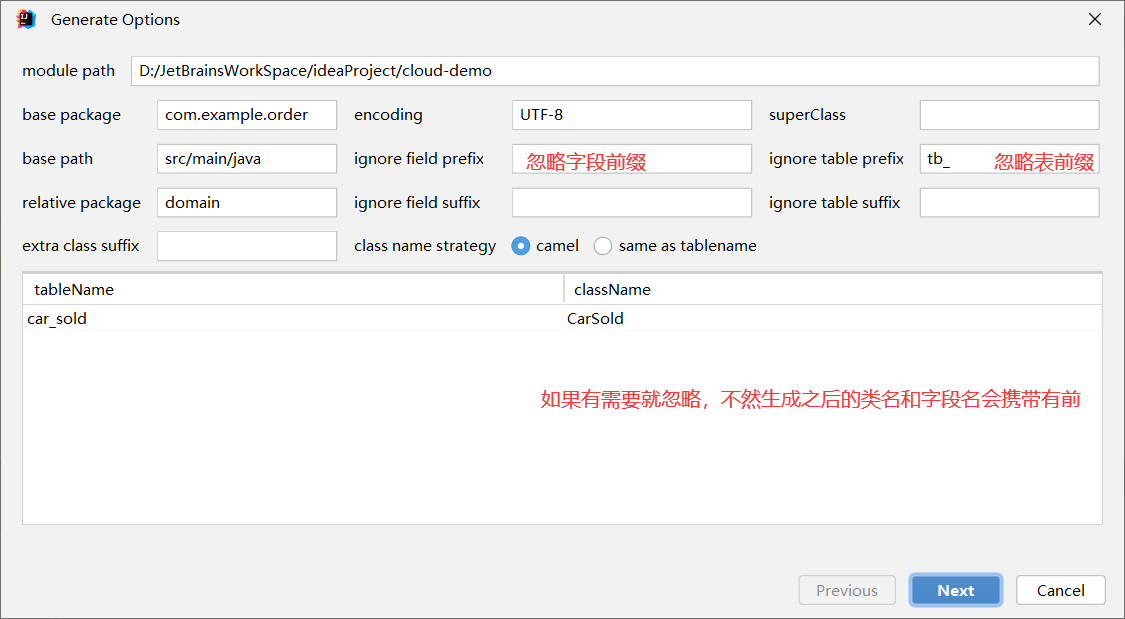 Generate Options
module path D:/JetBrainsWorkSpace/ideaProject/cloud-demo
base package com.example.order encoding UTF-8 superClass
base path src/main/java ignore field prefix 忽略字段前缀 ignore table prefix tb_ 忽略表前缀
relative package domain ignore field suffix ignore table suffix
extra class suffix class name strategy camel same as tablename
tableName className
car_sold CarSold
如果有需要就忽略，不然生成之后的类名和字段名会携带有前
Previous Next Cancel